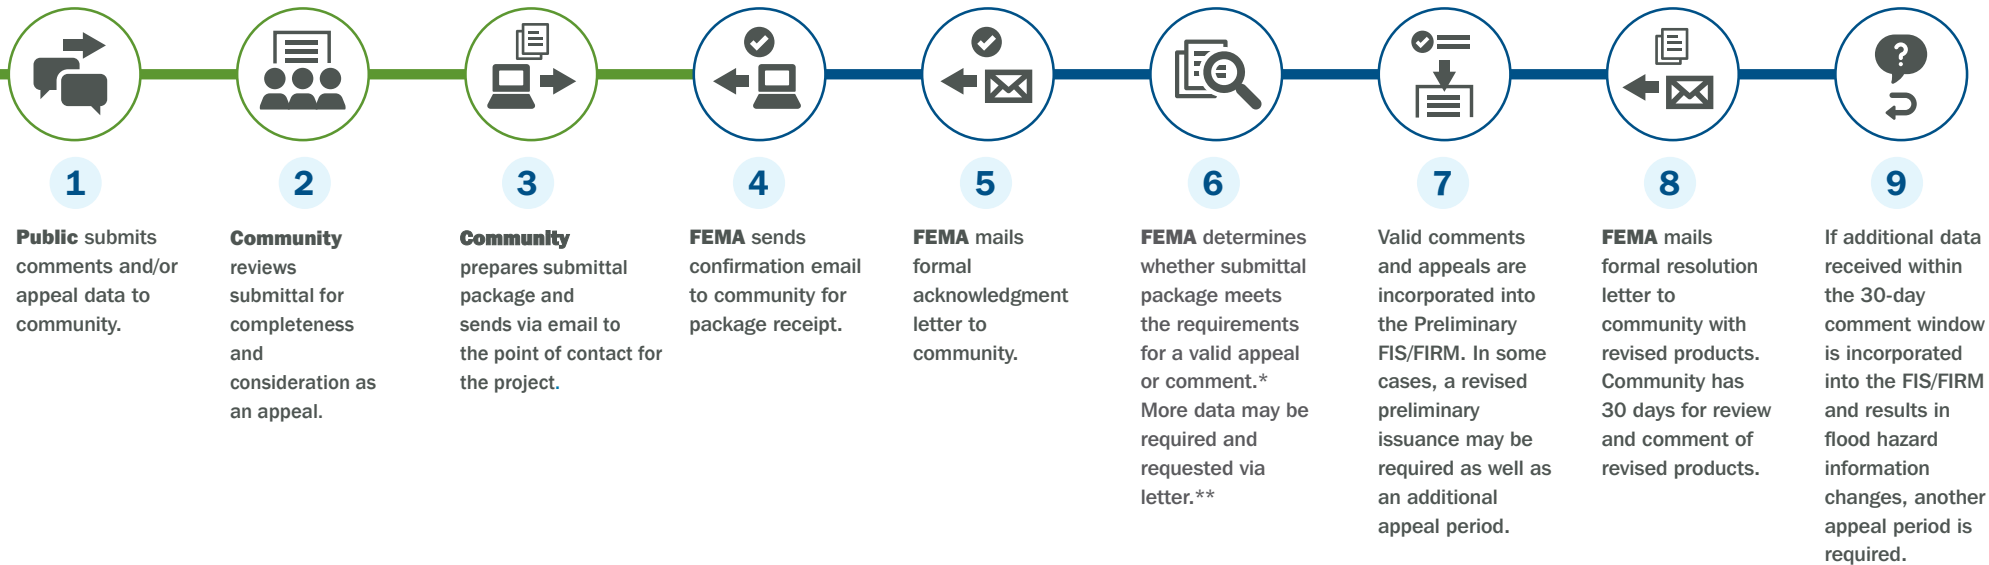 1
Public submits
comments and/or
appeal data to
community.
2
Community
reviews
submittal for
completeness
and
consideration as
an appeal.
3
Community
prepares submittal
package and
sends via email to
the point of contact for
the project.
4
FEMA sends
confirmation email
to community for
package receipt.
5
FEMA mails
formal
acknowledgment
letter to
community.
6
FEMA determines
whether submittal
package meets
the requirements
for a valid appeal
or comment.*
More data may be
required and
requested via
letter.**
7
Valid comments
and appeals are
incorporated into
the Preliminary
FIS/FIRM. In some
cases, a revised
preliminary
issuance may be
required as well as
an additional
appeal period.
8
FEMA mails
formal resolution
letter to
community with
revised products.
Community has
30 days for review
and comment of
revised products.
?
9
If additional data
received within
the 30-day
comment window
is incorporated
into the FIS/FIRM
and results in
flood hazard
information
changes, another
appeal period is
required.